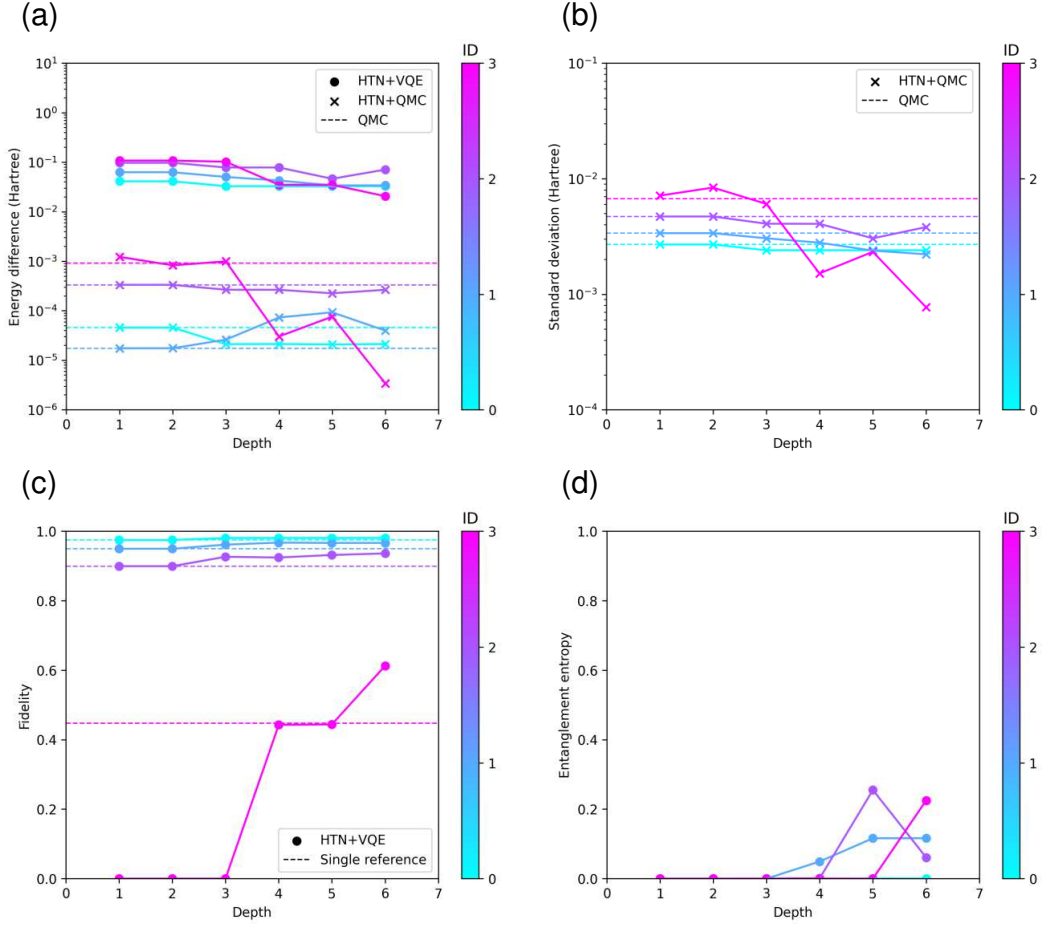 (a)
ID
10^1
10^0
10^-1
10^-2
10^-3
10^-4
10^-5
10^-6
Energy difference (Hartree)
HTN+VQE
HTN+QMC
QMC
0 1 2 3 4 5 6 7
Depth
3
2
1
0
(b)
ID
10^-1
10^-2
10^-3
10^-4
Standard deviation (Hartree)
HTN+QMC
QMC
0 1 2 3 4 5 6 7
Depth
3
2
1
0
(c)
ID
1.0
0.8
0.6
0.4
0.2
0.0
Fidelity
HTN+VQE
Single reference
0 1 2 3 4 5 6 7
Depth
3
2
1
0
(d)
ID
1.0
0.8
0.6
0.4
0.2
0.0
Entanglement entropy
0 1 2 3 4 5 6 7
Depth
3
2
1
0